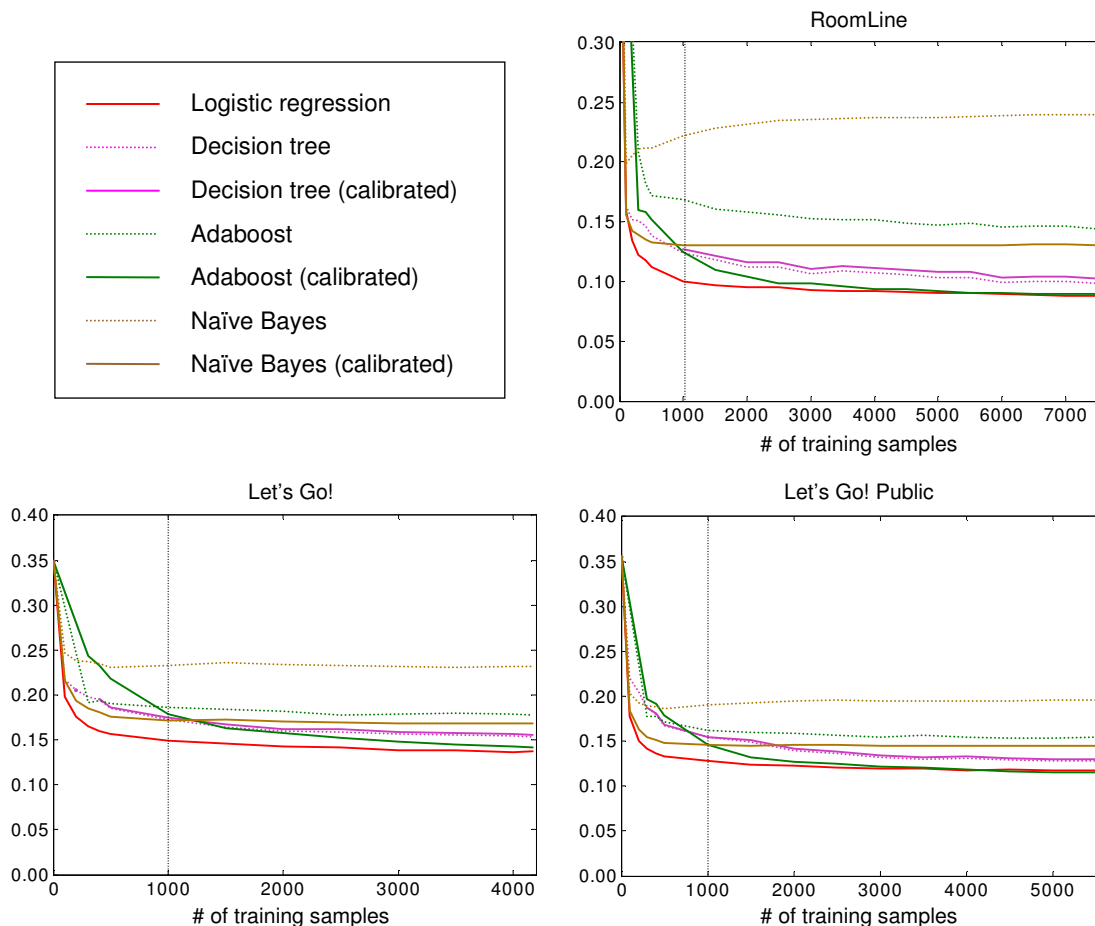 RoomLine
Logistic regression
Decision tree
Decision tree (calibrated)
Adaboost
Adaboost (calibrated)
Naïve Bayes
Naïve Bayes (calibrated)
0.30
0.25
0.20
0.15
0.10
0.05
0.00
0 1000 2000 3000 4000 5000 6000 7000
# of training samples
Let's Go!
0.40
0.35
0.30
0.25
0.20
0.15
0.10
0.05
0.00
0 1000 2000 3000 4000
# of training samples
Let's Go! Public
0.40
0.35
0.30
0.25
0.20
0.15
0.10
0.05
0.00
0 1000 2000 3000 4000 5000
# of training samples